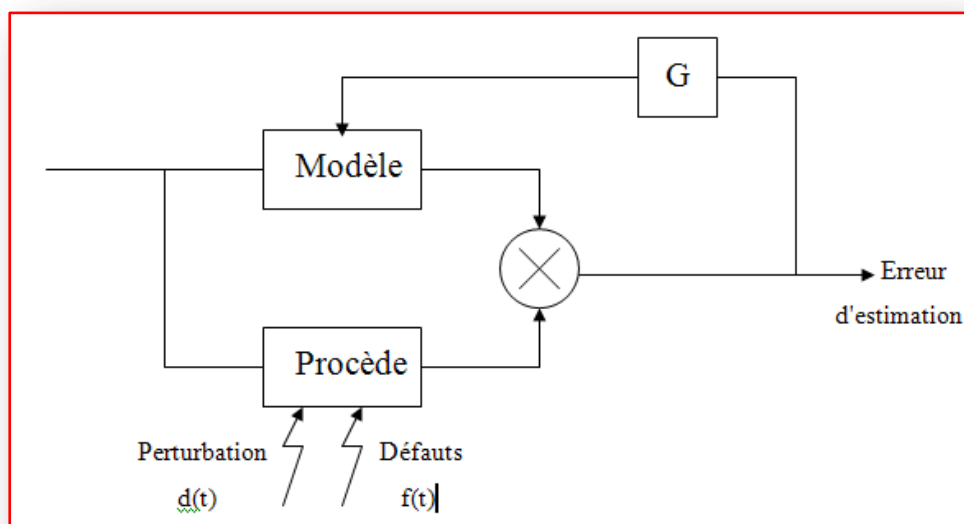 G
Modèle
Erreur
d'estimation
Procède
Perturbation
d(t)
Défauts
f(t)